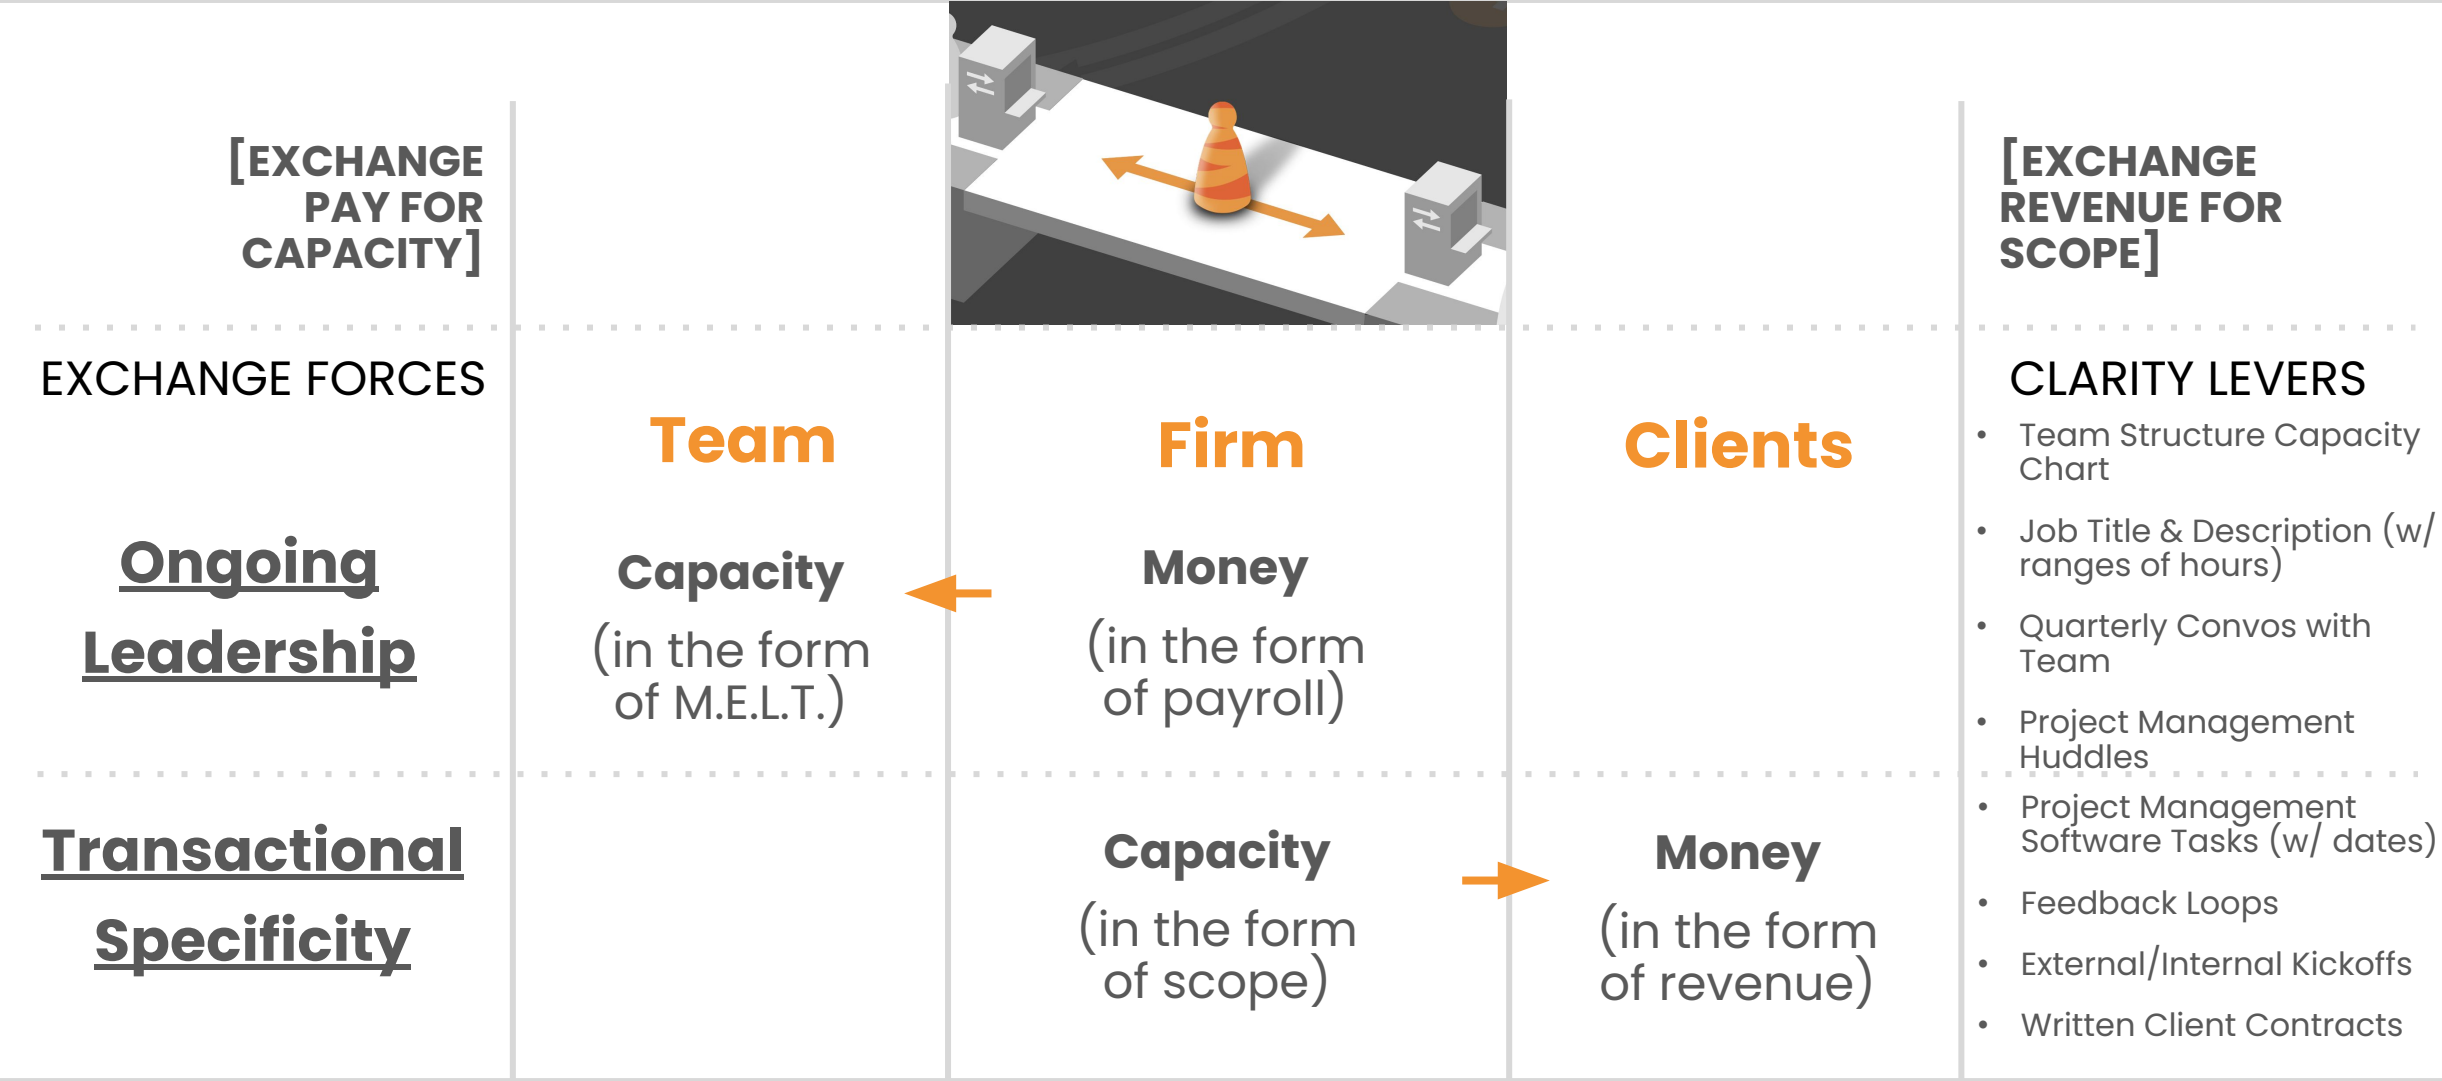 [EXCHANGE
PAY FOR
CAPACITY]
[EXCHANGE
REVENUE FOR
SCOPE]
EXCHANGE FORCES
Team
Firm
Clients
CLARITY LEVERS
• Team Structure Capacity
Chart
• Job Title & Description (w/
ranges of hours)
• Quarterly Convos with
Team
• Project Management
Huddles
Ongoing
Leadership
Capacity
(in the form
of M.E.L.T.)
Money
(in the form
of payroll)
Transactional
Specificity
Capacity
(in the form
of scope)
Money
(in the form
of revenue)
• Project Management
Software Tasks (w/ dates)
• Feedback Loops
• External/Internal Kickoffs
• Written Client Contracts